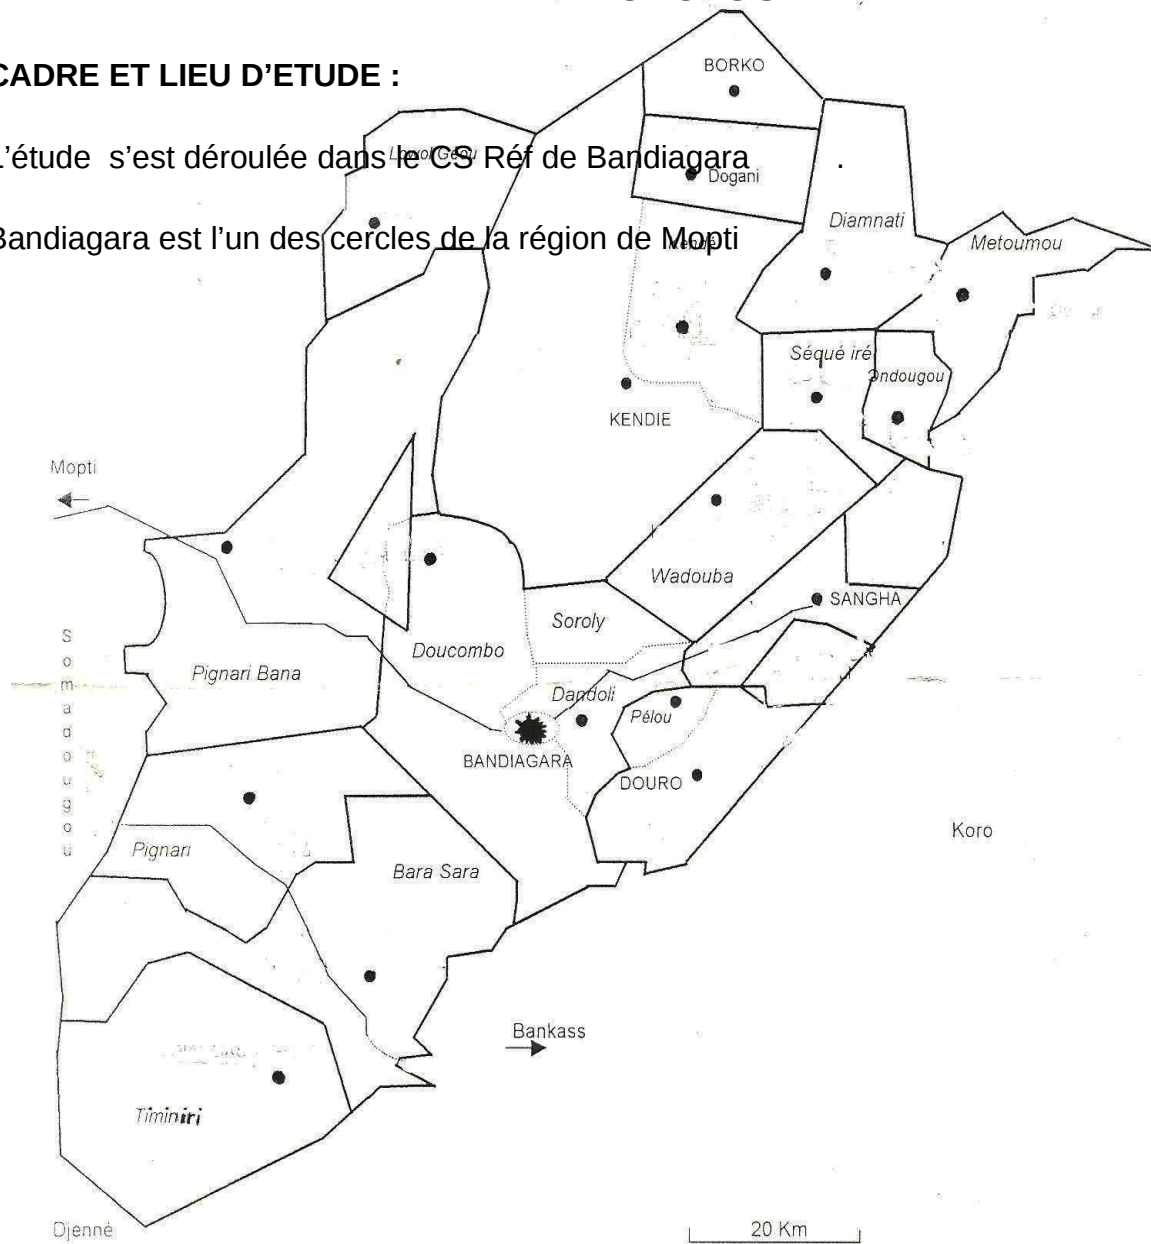 CADRE ET LIEU D'ETUDE :
BORKO
L'étude s'est déroulée dans le CS Réf de Bandiagara .
Dogani
Diamnati
Bandiagara est l'un des cercles de la région de Mopti
Metoumou
Séqué iré
Ondougou
KENDIE
Mopti
Wadouba
SANGHA
Soroly
Doucombo
Pignari Bana
Somadougou
Dandoli
Pélou
BANDIAGARA
DOURO
Koro
Pignari
Bara Sara
Bankass
Timiniri
Djenné
20 Km